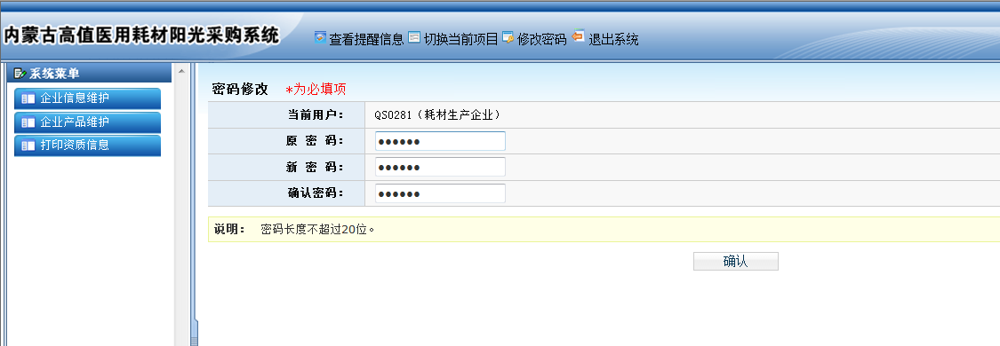 内蒙古高值医用耗材阳光采购系统
查看提醒信息 切换当前项目 修改密码 退出系统
系统菜单
企业信息维护
企业产品维护
打印资质信息
密码修改 *为必填项
当前用户： QS0281（耗材生产企业）
原 密 码： ●●●●●●
新 密 码： ●●●●●●
确认密码： ●●●●●●
说明： 密码长度不超过20位。
确认